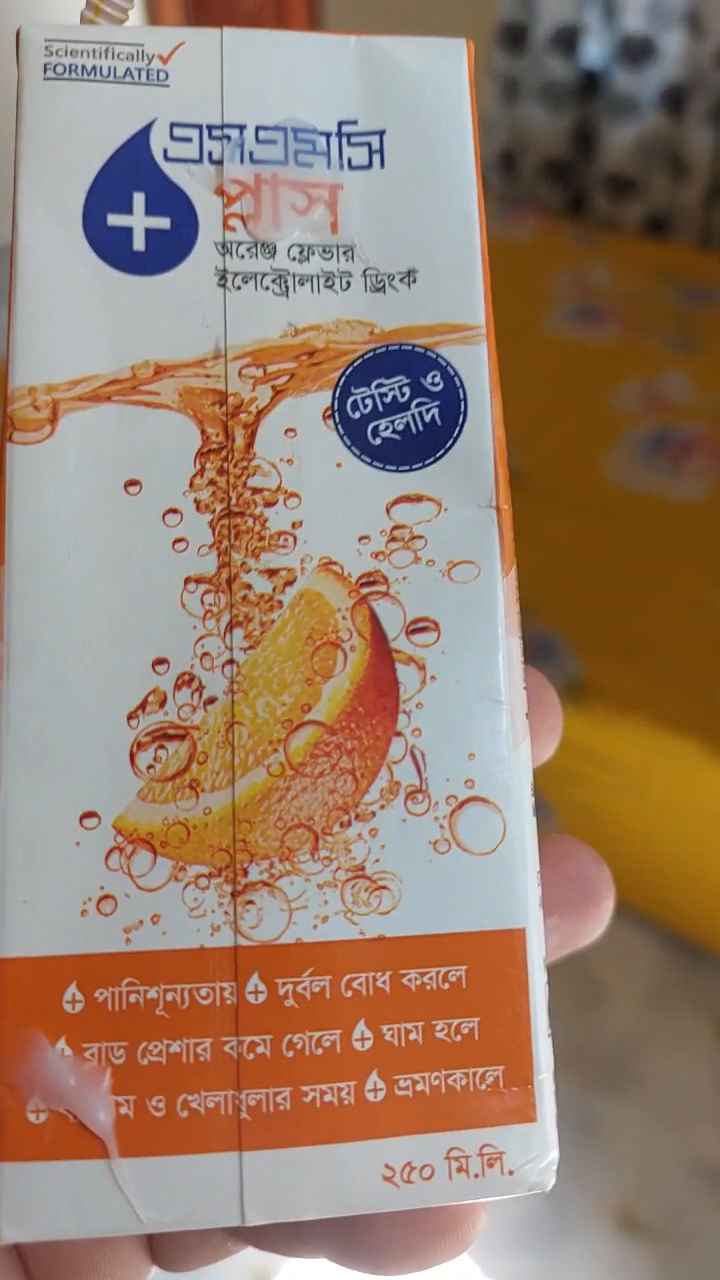 Scientifically
FORMULATED
এসএমসি
প্লাস
অরেঞ্জ ফ্লেভার
ইলেক্ট্রোলাইট ড্রিংক
টেস্টি ও
হেলদি
পানিশূন্যতায় দুর্বল বোধ করলে
প্রেশার কমে গেলে ঘাম হলে
ও খেলাধুলার সময় ভ্রমণকালে
২৫০ মি.লি.